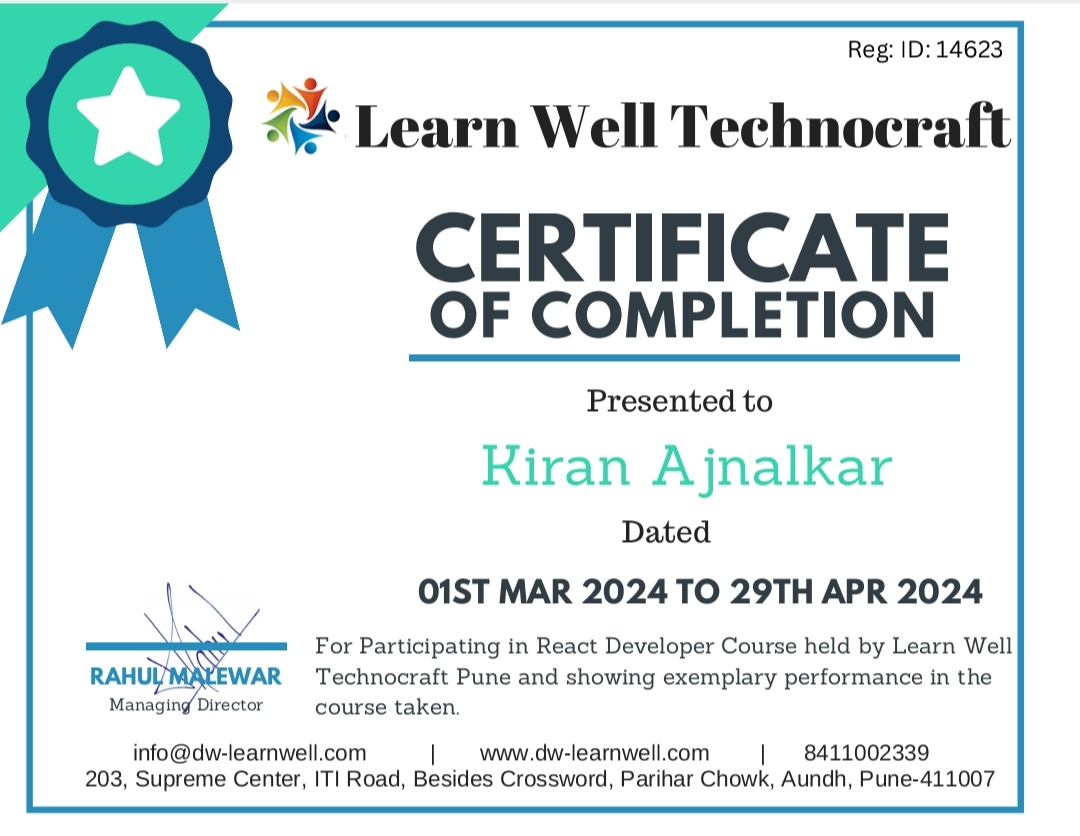 Reg: ID: 14623
Learn Well Technocraft
CERTIFICATE
OF COMPLETION
Presented to
Kiran Ajnalkar
Dated
01ST MAR 2024 TO 29TH APR 2024
For Participating in React Developer Course held by Learn Well
Technocraft Pune and showing exemplary performance in the
course taken.
RAHUL MALEWAR
Managing Director
info@dw-learnwell.com | www.dw-learnwell.com | 8411002339
203, Supreme Center, ITI Road, Besides Crossword, Parihar Chowk, Aundh, Pune-411007